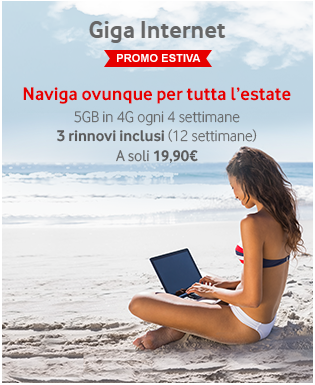 Giga Internet
PROMO ESTIVA
Naviga ovunque per tutta l'estate
5GB in 4G ogni 4 settimane
3 rinnovi inclusi (12 settimane)
A soli 19,90€